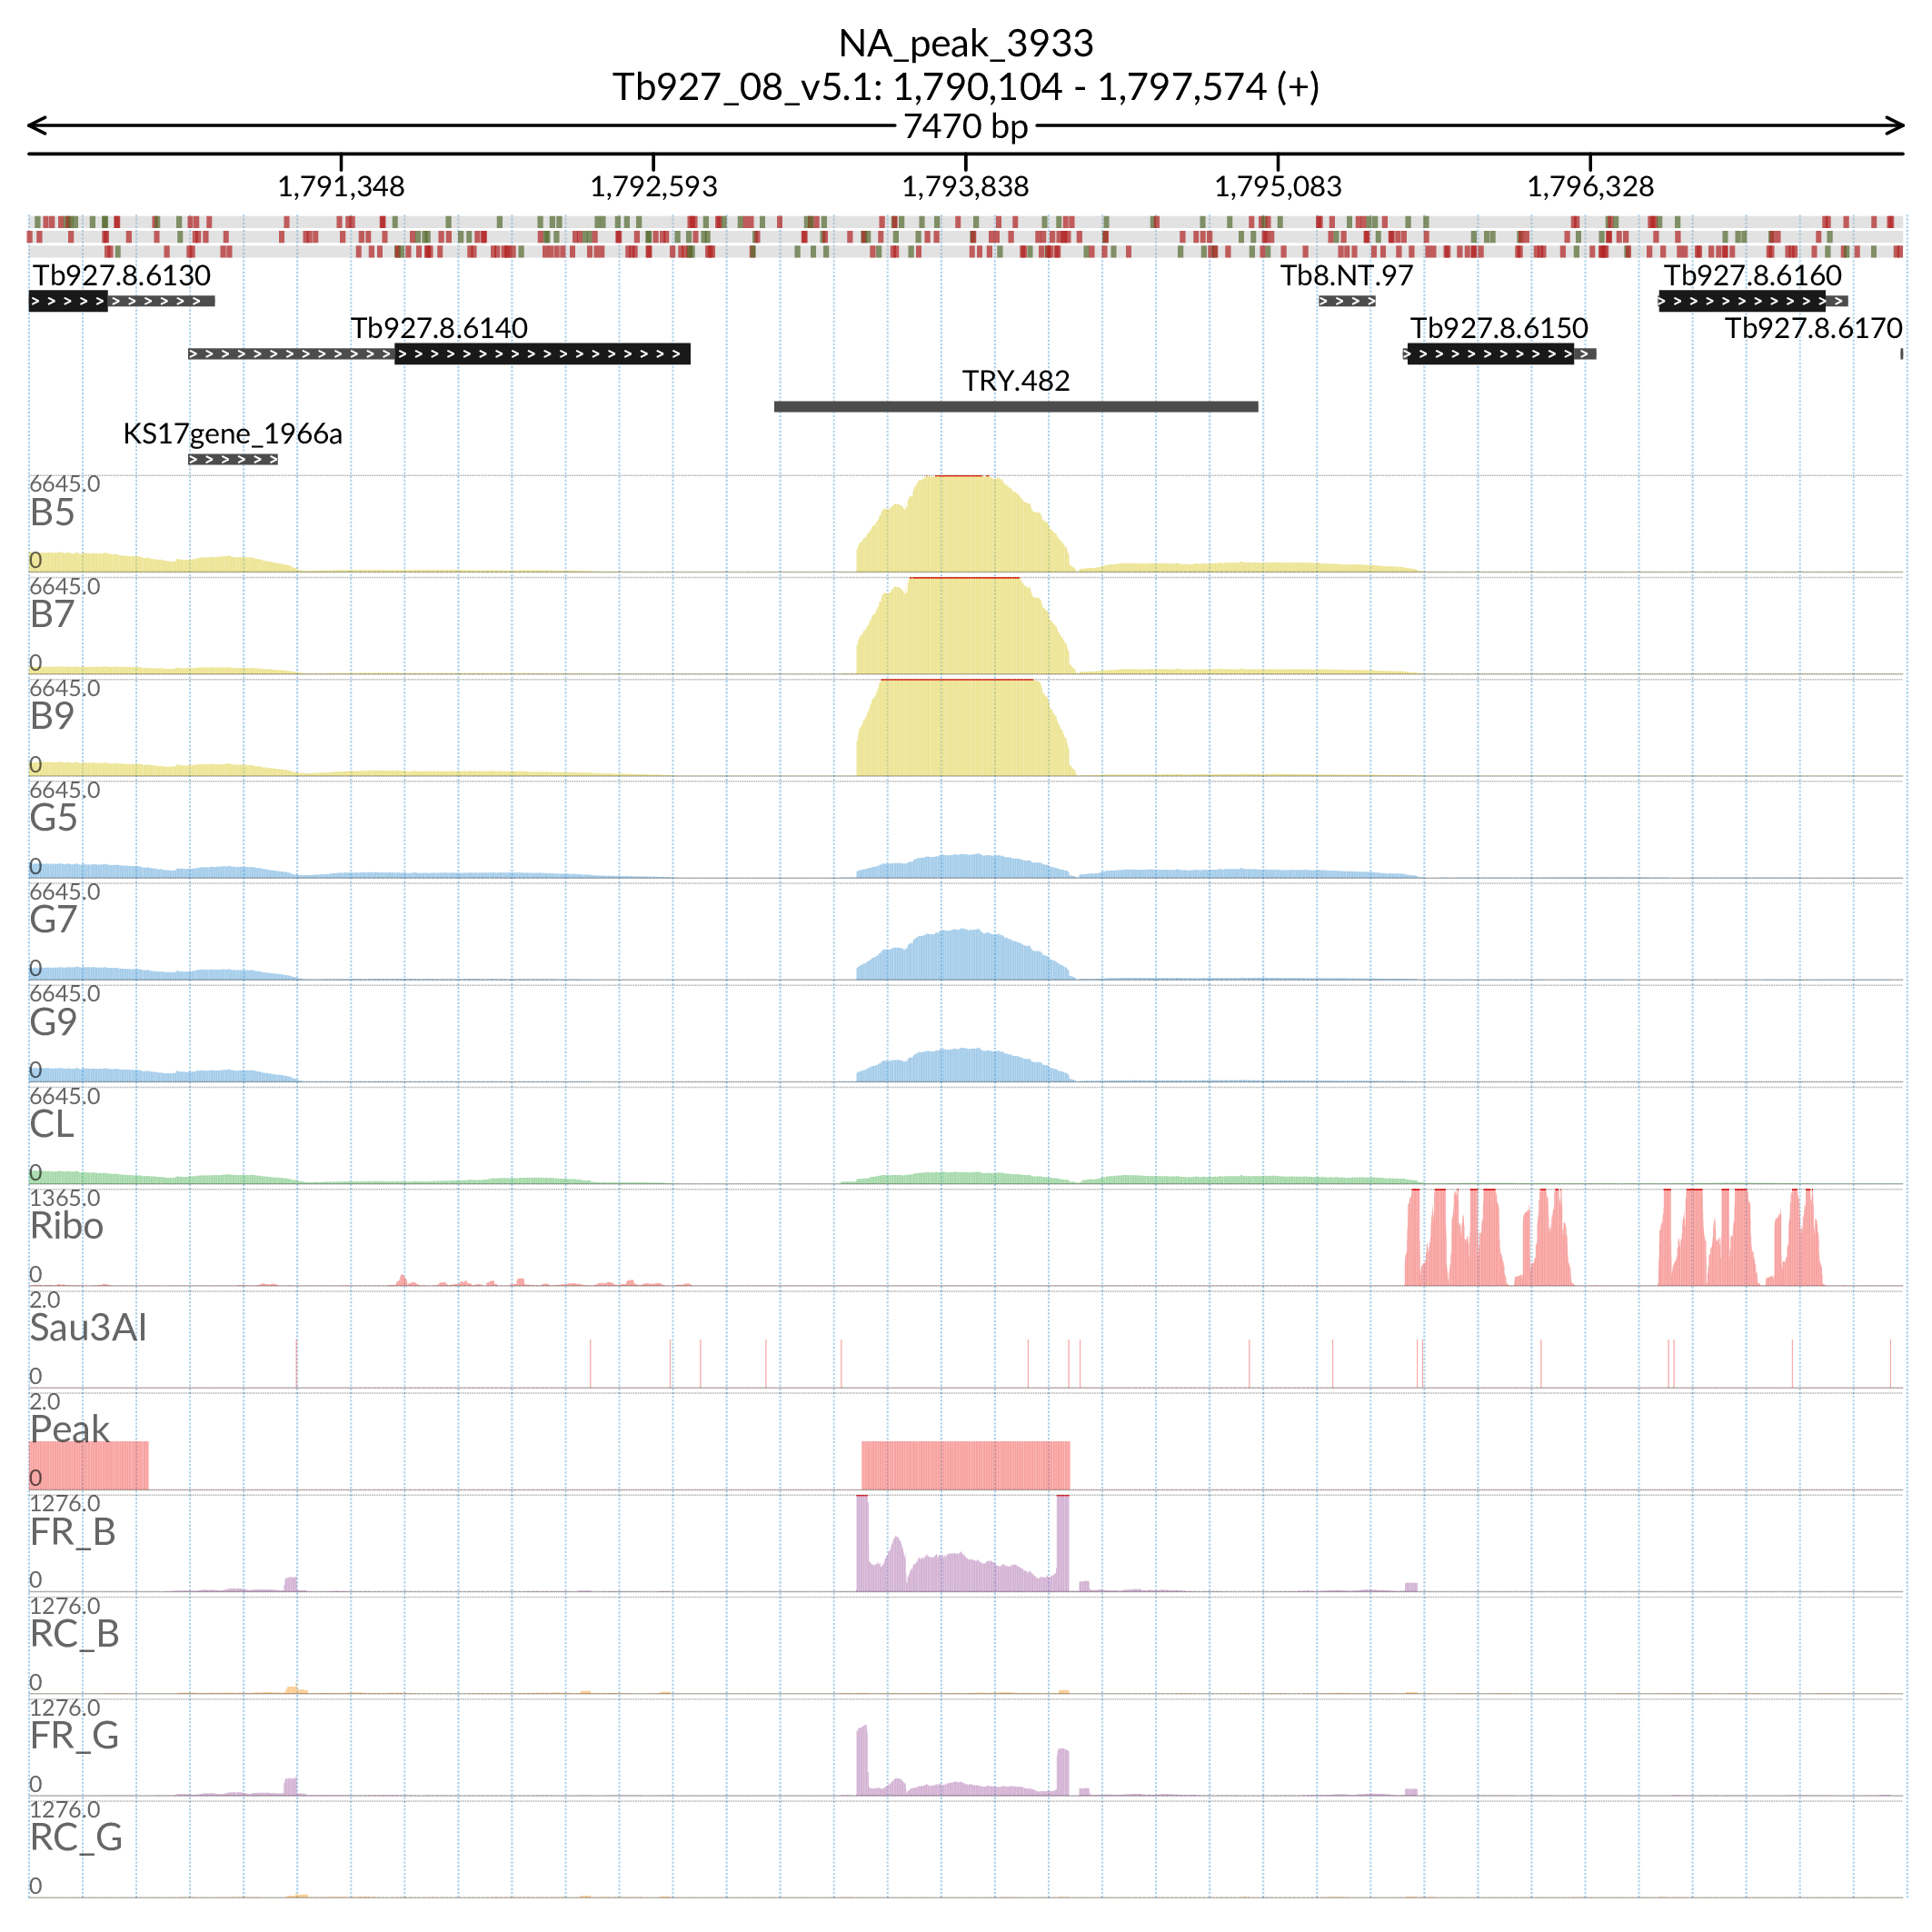 NA_peak_3933
Tb927_08_v5.1: 1,790,104 - 1,797,574 (+)
7470 bp
1,791,348 1,792,593 1,793,838 1,795,083 1,796,328
Tb927.8.6130 Tb8.NT.97 Tb927.8.6160
Tb927.8.6140 Tb927.8.6150 Tb927.8.6170
TRY.482
KS17gene_1966a
6645.0
B5
0
6645.0
B7
0
6645.0
B9
0
6645.0
G5
0
6645.0
G7
0
6645.0
G9
0
6645.0
CL
0
1365.0
Ribo
0
2.0
Sau3AI
0
2.0
Peak
0
1276.0
FR_B
0
1276.0
RC_B
0
1276.0
FR_G
0
1276.0
RC_G
0